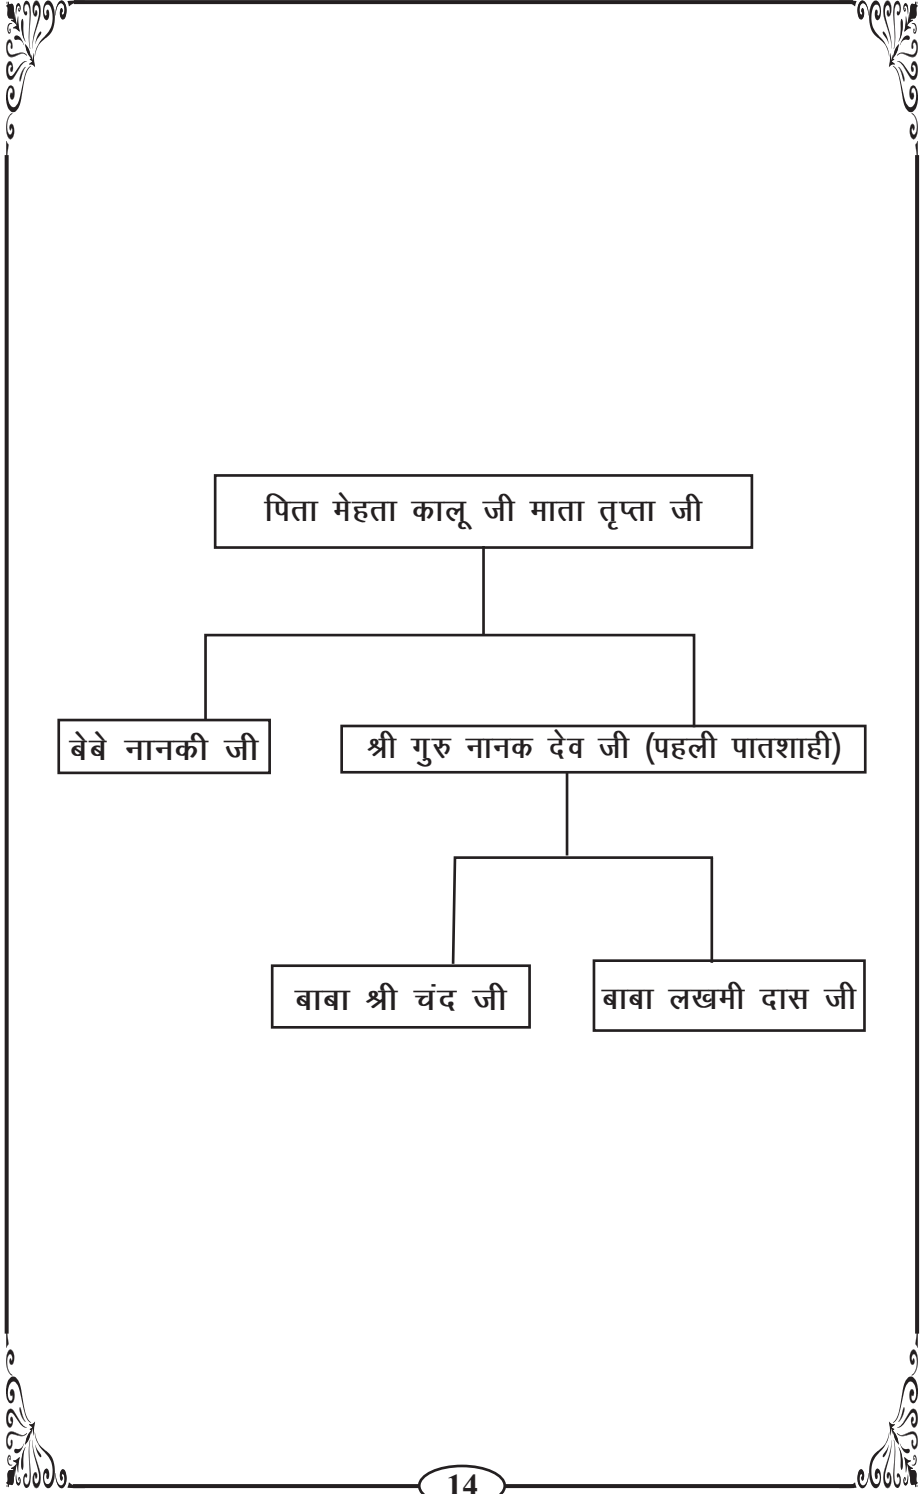 पिता मेहता कालू जी माता तृप्ता जी
बेबे नानकी जी
श्री गुरु नानक देव जी (पहली पातशाही)
बाबा श्री चंद जी
बाबा लखमी दास जी
14